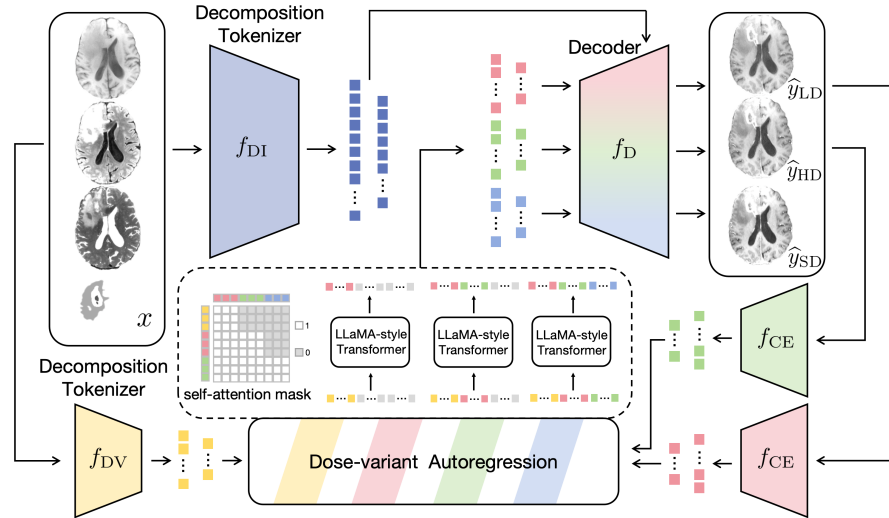 Decomposition
Tokenizer
Decoder
f_DI
f_D
ŷ_LD
ŷ_HD
ŷ_SD
x
1
0
self-attention mask
LLaMA-style
Transformer
LLaMA-style
Transformer
LLaMA-style
Transformer
f_CE
Decomposition
Tokenizer
f_DV
Dose-variant Autoregression
f_CE